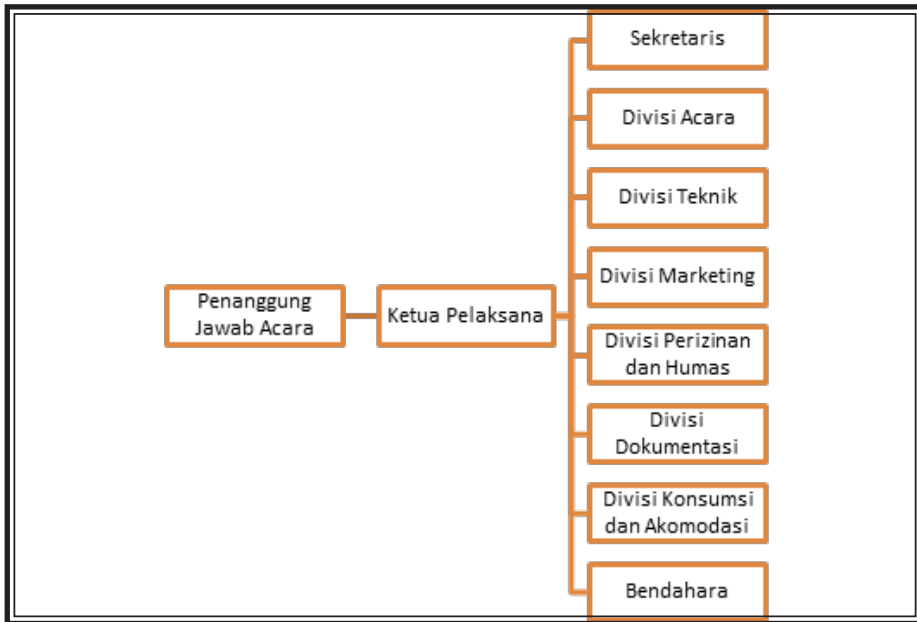 Sekretaris
Divisi Acara
Divisi Teknik
Divisi Marketing
Penanggung
Jawab Acara
Ketua Pelaksana
Divisi Perizinan
dan Humas
Divisi
Dokumentasi
Divisi Konsumsi
dan Akomodasi
Bendahara